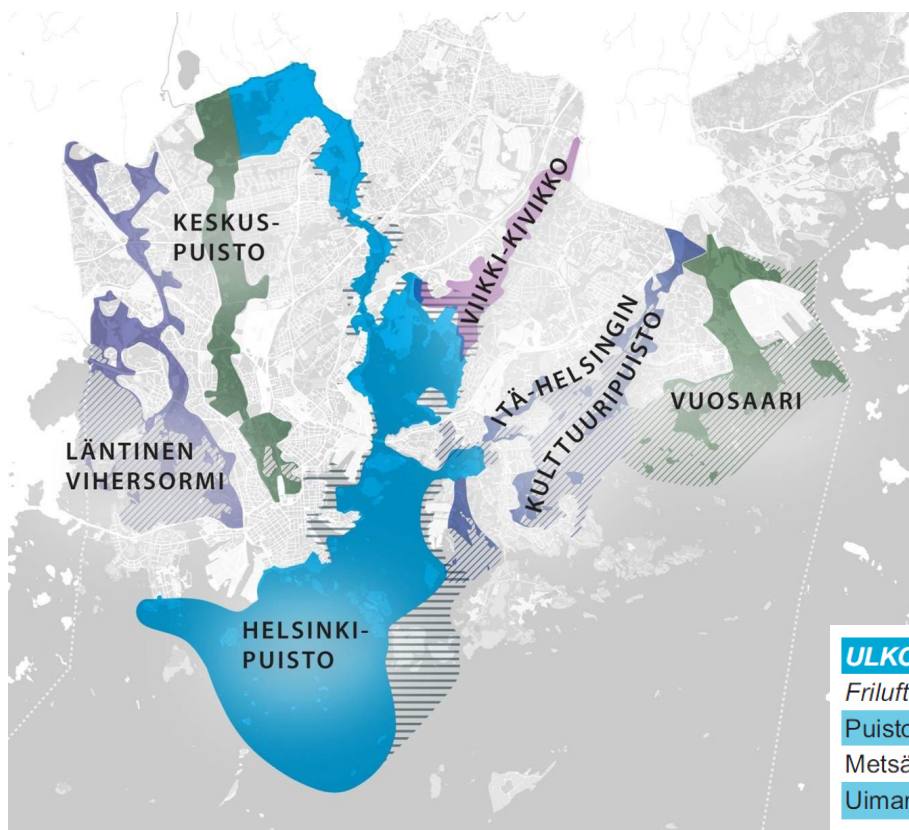 KESKUS-
PUISTO
VIIKKI-KIVIKKO
ITÄ-HELSINGIN
KULTTUURIPUISTO
VUOSAARI
LÄNTINEN
VIHERSORMI
HELSINKI-
PUISTO